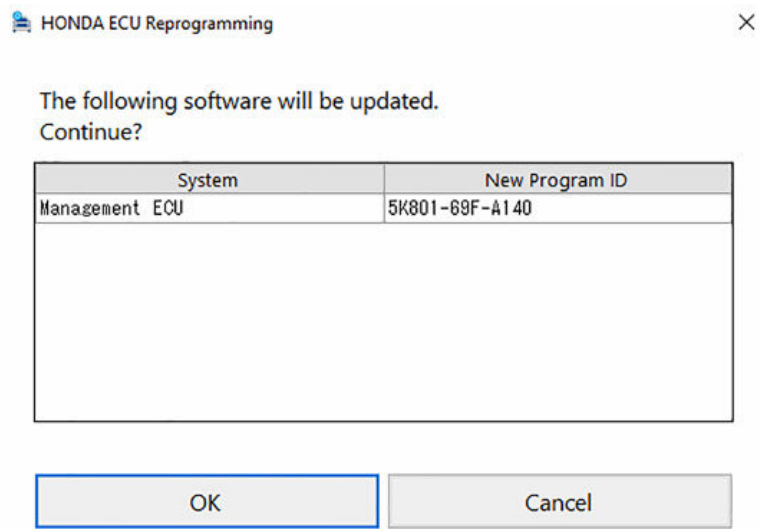 HONDA ECU Reprogramming
The following software will be updated.
Continue?
System New Program ID
Management ECU 5K801-69F-A140
OK Cancel